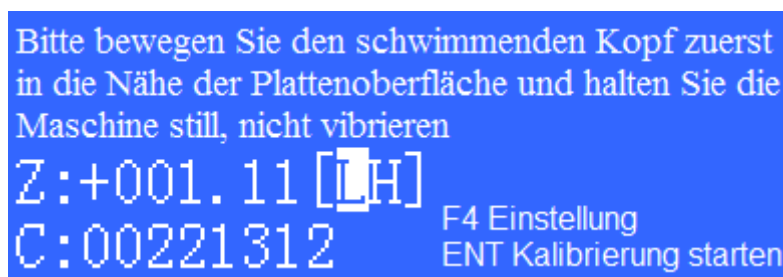 Bitte bewegen Sie den schwimmenden Kopf zuerst
in die Nähe der Plattenoberfläche und halten Sie die
Maschine still, nicht vibrieren
Z:+001.11[LH]
C:00221312
F4 Einstellung
ENT Kalibrierung starten